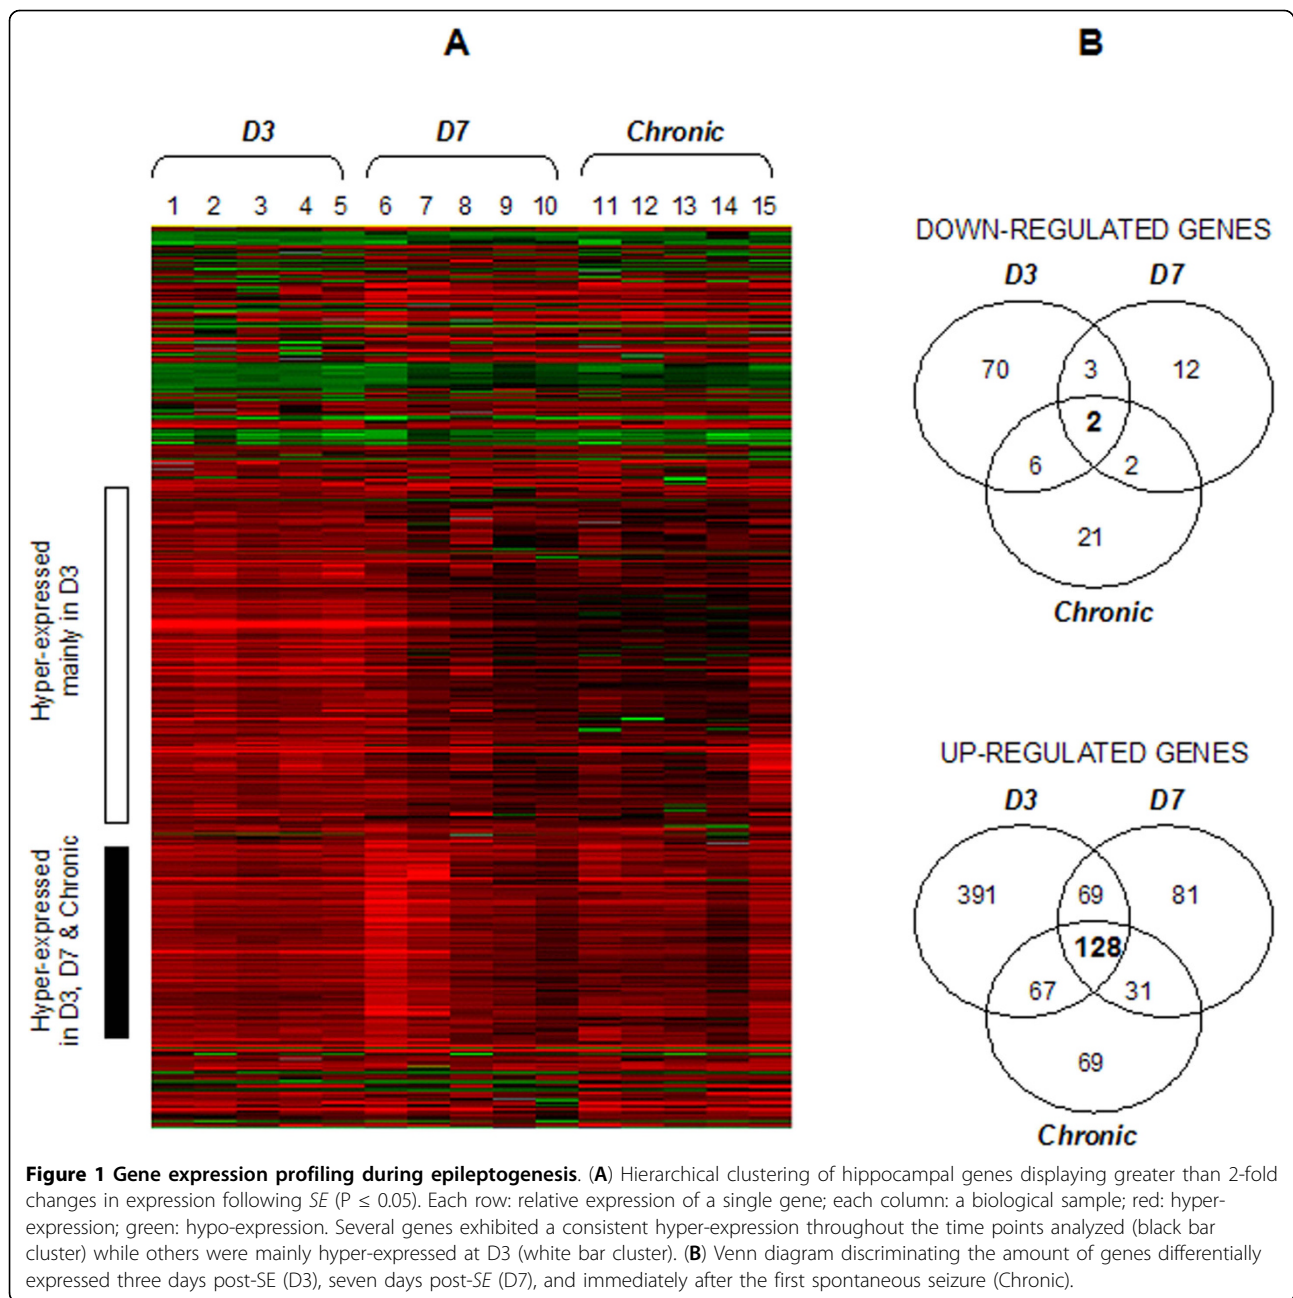 A
B
D3 D7 Chronic
1 2 3 4 5 6 7 8 9 10 11 12 13 14 15
Hyper-expressed
mainly in D3
Hyper-expressed
in D3, D7 & Chronic
DOWN-REGULATED GENES
D3 D7
70 3 12
2
6 2
21
Chronic
UP-REGULATED GENES
D3 D7
391 69 81
128
67 31
69
Chronic
Figure 1 Gene expression profiling during epileptogenesis. (A) Hierarchical clustering of hippocampal genes displaying greater than 2-fold
changes in expression following SE (P ≤ 0.05). Each row: relative expression of a single gene; each column: a biological sample; red: hyper-
expression; green: hypo-expression. Several genes exhibited a consistent hyper-expression throughout the time points analyzed (black bar
cluster) while others were mainly hyper-expressed at D3 (white bar cluster). (B) Venn diagram discriminating the amount of genes differentially
expressed three days post-SE (D3), seven days post-SE (D7), and immediately after the first spontaneous seizure (Chronic).